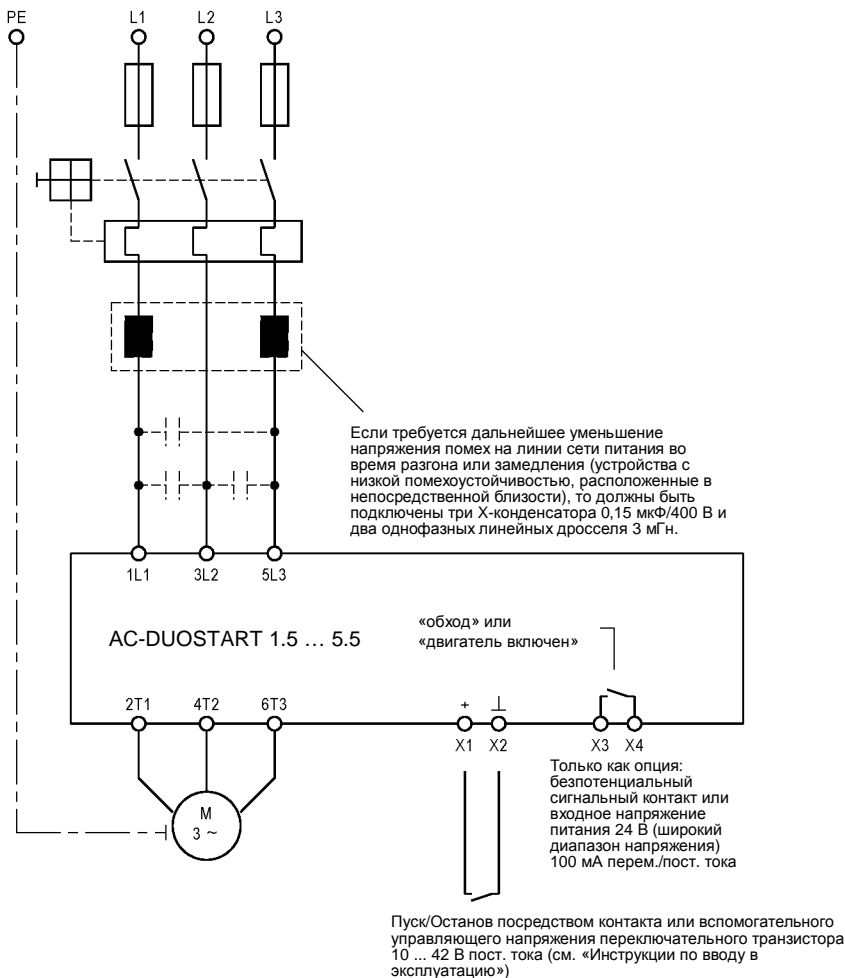 PE L1 L2 L3
Если требуется дальнейшее уменьшение
напряжения помех на линии сети питания во
время разгона или замедления (устройства с
низкой помехоустойчивостью, расположенные в
непосредственной близости), то должны быть
подключены три X-конденсатора 0,15 мкФ/400 В и
два однофазных линейных дросселя 3 мГн.
1L1 3L2 5L3
AC-DUOSTART 1.5 … 5.5
«обход» или
«двигатель включен»
2T1 4T2 6T3
+ ⊥
X1 X2 X3 X4
M
3 ~
Только как опция:
безпотенциальный
сигнальный контакт или
входное напряжение
питания 24 В (широкий
диапазон напряжения)
100 мА перем./пост. тока
Пуск/Останов посредством контакта или вспомогательного
управляющего напряжения переключательного транзистора
10 ... 42 В пост. тока (см. «Инструкции по вводу в
эксплуатацию»)